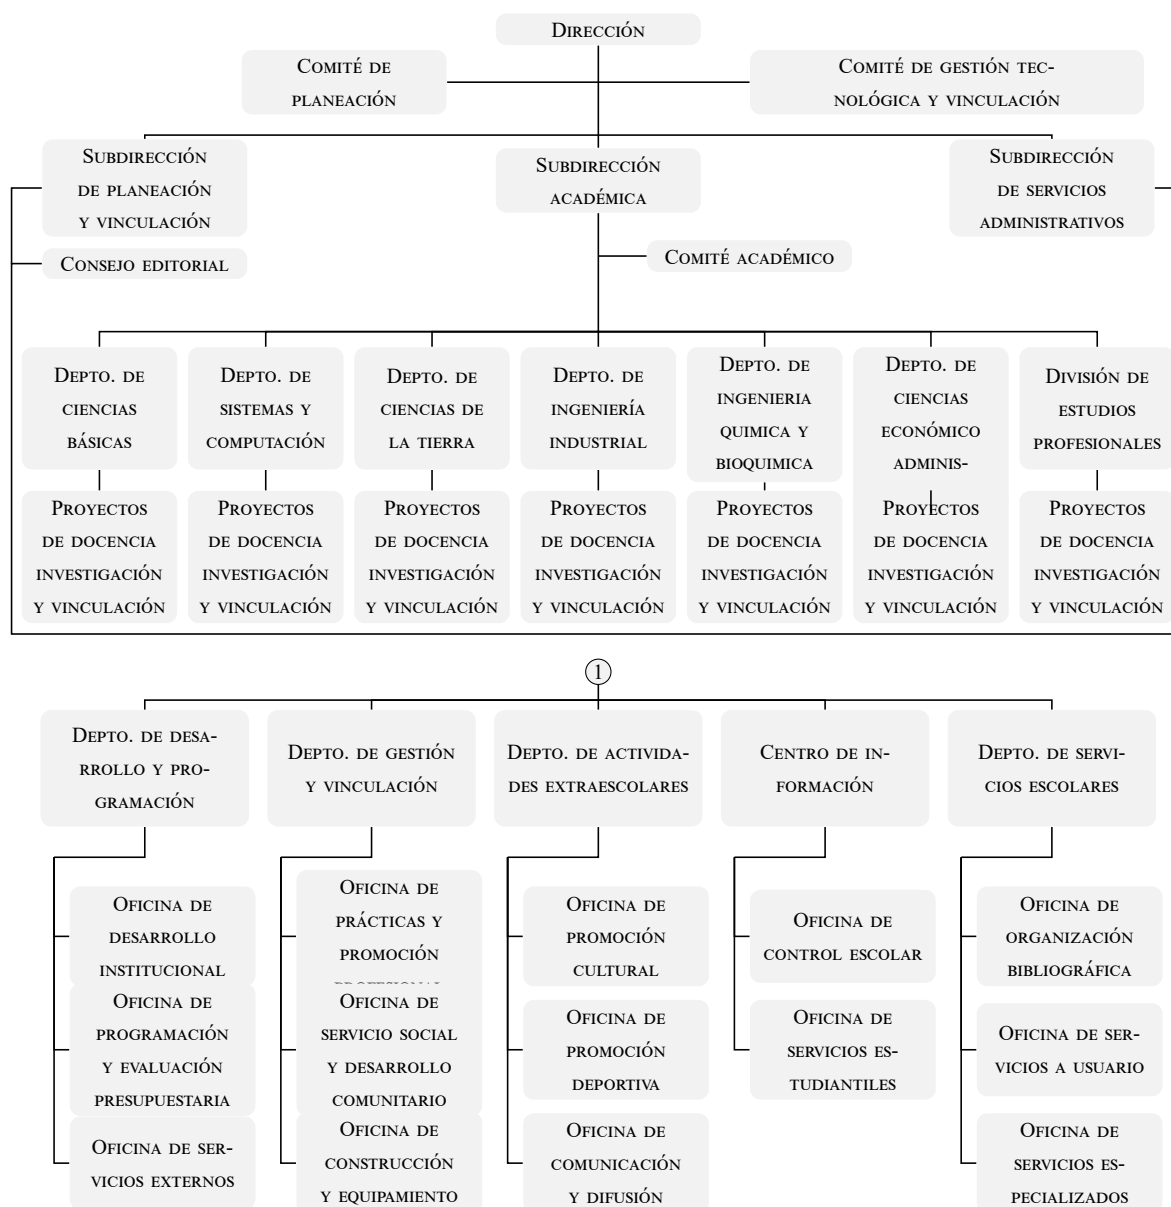 Dirección
Comité de
planeación
Comité de gestión tec-
nológica y vinculación
Subdirección
de planeación
y vinculación
Subdirección
académica
Subdirección
de servicios
administrativos
Consejo editorial
Comité académico
Depto. de
ciencias
básicas
Depto. de
sistemas y
computación
Depto. de
ciencias de
la tierra
Depto. de
ingeniería
industrial
Depto. de
ingenieria
quimica y
bioquimica
Depto. de
ciencias
económico
adminis-
División de
estudios
profesionales
Proyectos
de docencia
investigación
y vinculación
Proyectos
de docencia
investigación
y vinculación
Proyectos
de docencia
investigación
y vinculación
Proyectos
de docencia
investigación
y vinculación
Proyectos
de docencia
investigación
y vinculación
Proyectos
de docencia
investigación
y vinculación
Proyectos
de docencia
investigación
y vinculación
1
Depto. de desa-
rrollo y pro-
gramación
Depto. de gestión
y vinculación
Depto. de activida-
des extraescolares
Centro de in-
formación
Depto. de servi-
cios escolares
Oficina de
desarrollo
institucional
Oficina de
programación
y evaluación
presupuestaria
Oficina de ser-
vicios externos
Oficina de
prácticas y
promoción
profesional
Oficina de
servicio social
y desarrollo
comunitario
Oficina de
construcción
y equipamiento
Oficina de
promoción
cultural
Oficina de
promoción
deportiva
Oficina de
comunicación
y difusión
Oficina de
control escolar
Oficina de
servicios es-
tudiantiles
Oficina de
organización
bibliográfica
Oficina de ser-
vicios a usuario
Oficina de
servicios es-
pecializados